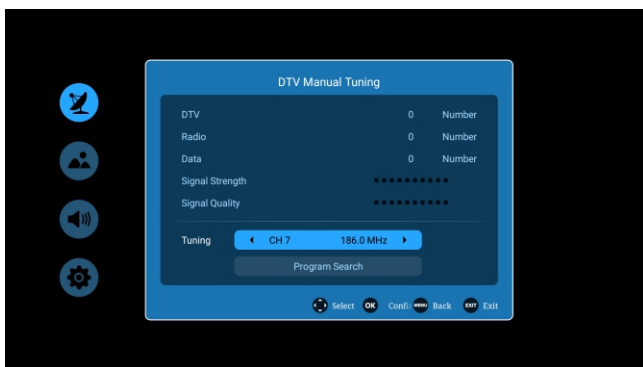 DTV Manual Tuning
DTV 0 Number
Radio 0 Number
Data 0 Number
Signal Strength
Signal Quality
Tuning CH 7 186.0 MHz
Program Search
Select OK Confi MENU Back EXIT Exit